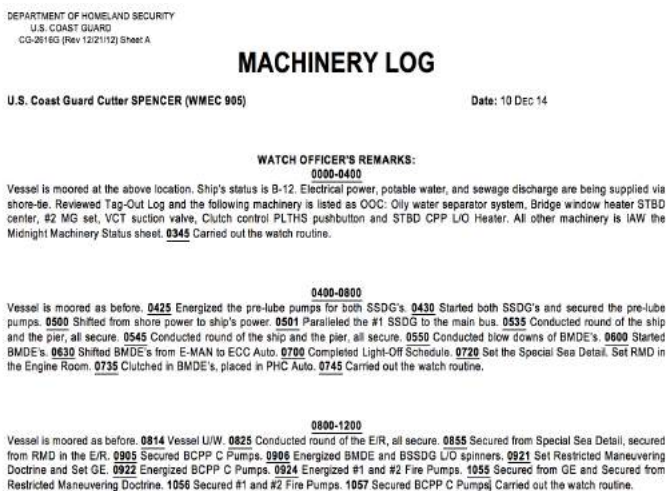 DEPARTMENT OF HOMELAND SECURITY
U.S. COAST GUARD
CG-2616G (Rev 12/21/12) Sheet A
MACHINERY LOG
U.S. Coast Guard Cutter SPENCER (WMEC 905) Date: 10 DEC 14
WATCH OFFICER'S REMARKS:
0000-0400
Vessel is moored at the above location. Ship's status is B-12. Electrical power, potable water, and sewage discharge are being supplied via
shore-tie. Reviewed Tag-Out Log and the following machinery is listed as OOC: Oily water separator system, Bridge window heater STBD
center, #2 MG set, VCT suction valve, Clutch control PLTHS pushbutton and STBD CPP L/O Heater. All other machinery is IAW the
Midnight Machinery Status sheet. 0345 Carried out the watch routine.
0400-0800
Vessel is moored as before. 0425 Energized the pre-lube pumps for both SSDG's. 0430 Started both SSDG's and secured the pre-lube
pumps. 0500 Shifted from shore power to ship's power. 0501 Paralleled the #1 SSDG to the main bus. 0535 Conducted round of the ship
and the pier, all secure. 0545 Conducted round of the ship and the pier, all secure. 0550 Conducted blow downs of BMDE's. 0600 Started
BMDE's. 0630 Shifted BMDE's from E-MAN to ECC Auto. 0700 Completed Light-Off Schedule. 0720 Set the Special Sea Detail. Set RMD in
the Engine Room. 0735 Clutched in BMDE's, placed in PHC Auto. 0745 Carried out the watch routine.
0800-1200
Vessel is moored as before. 0814 Vessel U/W. 0825 Conducted round of the E/R, all secure. 0855 Secured from Special Sea Detail, secured
from RMD in the E/R. 0905 Secured BCPP C Pumps. 0906 Energized BMDE and BSSDG L/O spinners. 0921 Set Restricted Maneuvering
Doctrine and Set GE. 0922 Energized BCPP C Pumps. 0924 Energized #1 and #2 Fire Pumps. 1055 Secured from GE and Secured from
Restricted Maneuvering Doctrine. 1056 Secured #1 and #2 Fire Pumps. 1057 Secured BCPP C Pumps. Carried out the watch routine.